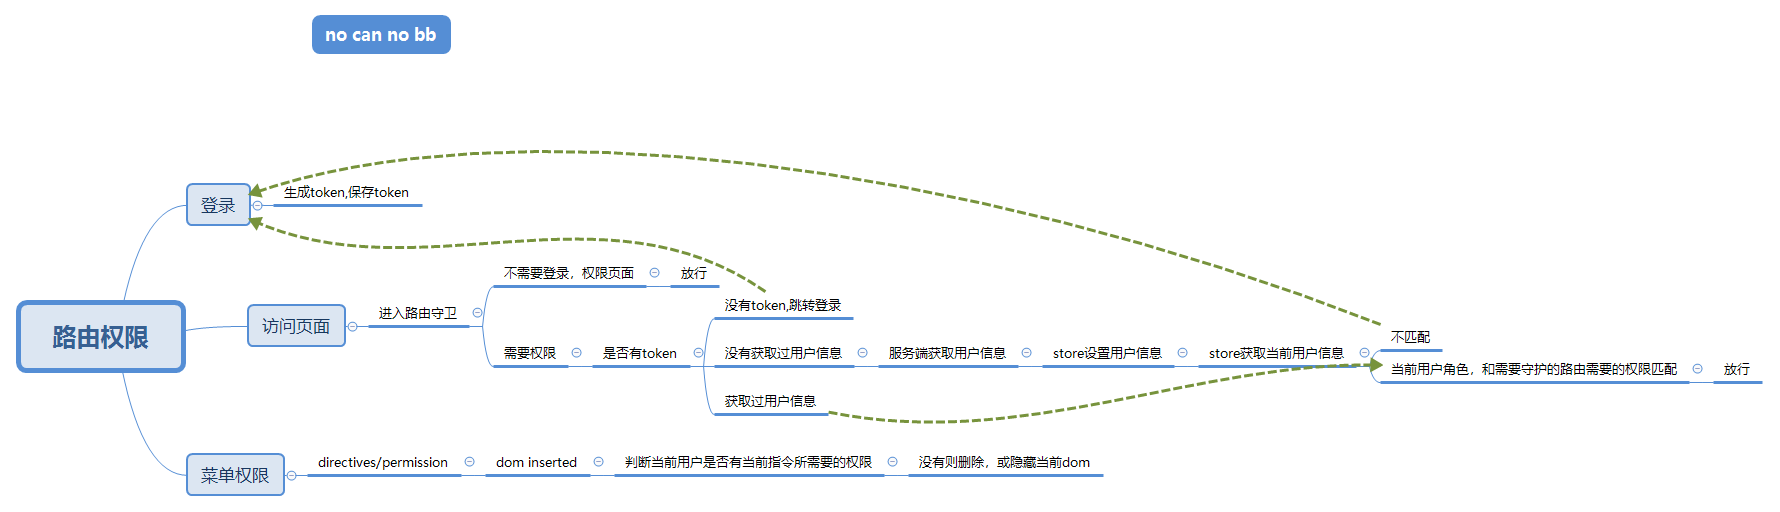 no can no bb
路由权限
登录
生成token,保存token
访问页面
进入路由守卫
不需要登录，权限页面
放行
需要权限
是否有token
没有token,跳转登录
没有获取过用户信息
服务端获取用户信息
store设置用户信息
store获取当前用户信息
不匹配
当前用户角色，和需要守护的路由需要的权限匹配
放行
获取过用户信息
菜单权限
directives/permission
dom inserted
判断当前用户是否有当前指令所需要的权限
没有则删除，或隐藏当前dom